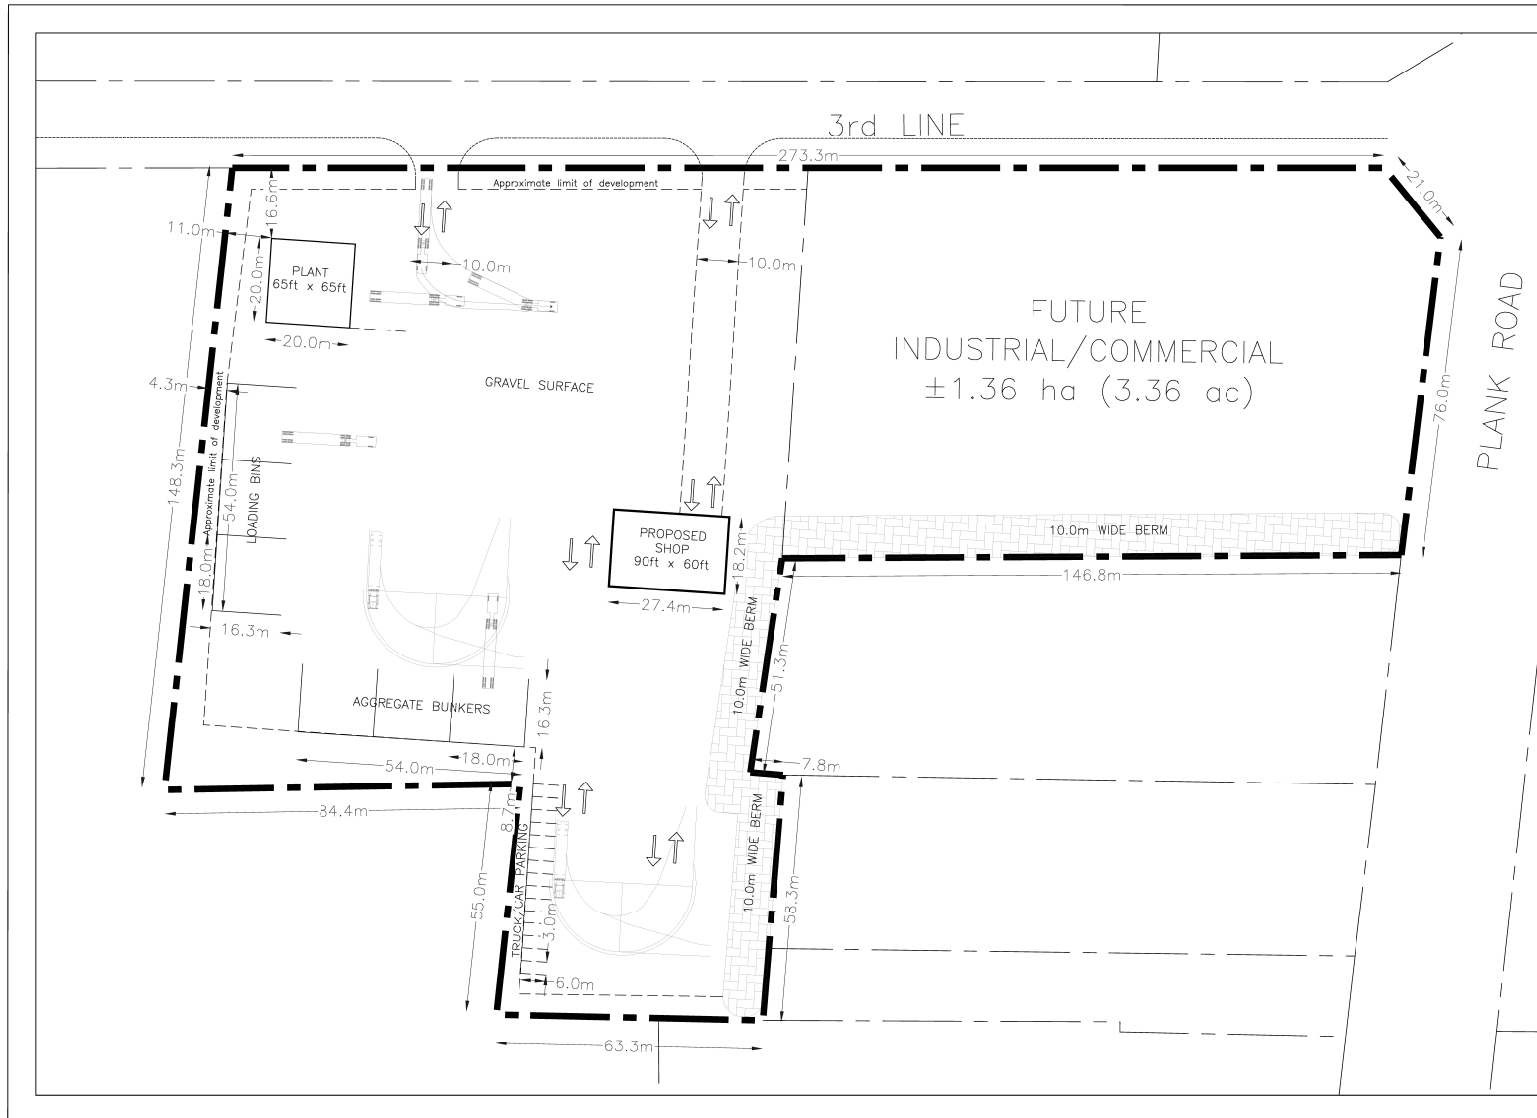 3rd LINE
273.3m
21.0m
Approximate limit of development
16.6m
11.0m
PLANT
65ft x 65ft
20.0m
20.0m
10.0m
10.0m
FUTURE
INDUSTRIAL/COMMERCIAL
±1.36 ha (3.36 ac)
PLANK ROAD
76.0m
4.3m
GRAVEL SURFACE
Approximate limit of development
148.3m
54.0m
LOADING BINS
18.0m
16.3m
PROPOSED
SHOP
90ft x 60ft
18.2m
27.4m
10.0m WIDE BERM
146.8m
10.0m WIDE BERM
51.3m
AGGREGATE BUNKERS
16.3m
18.0m
54.0m
7.8m
84.4m
8.7m
TRUCK/CAR PARKING
10.0m WIDE BERM
55.0m
3.0m
58.3m
6.0m
63.3m